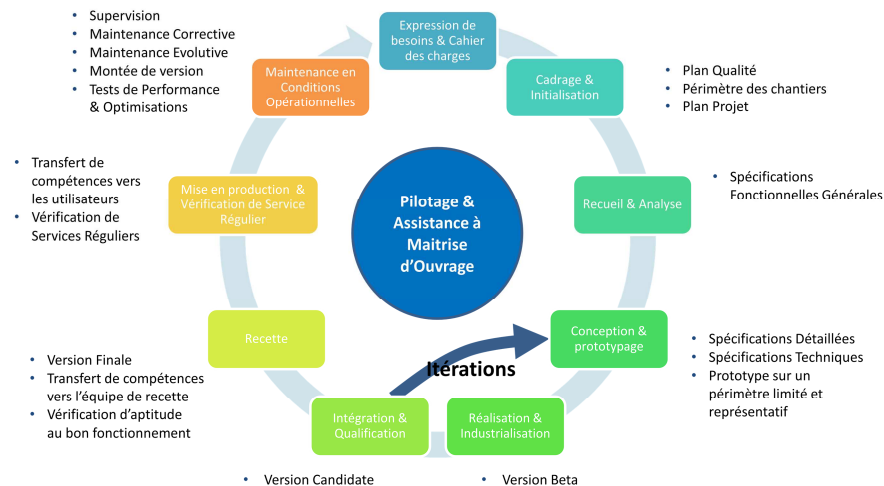 • Supervision
• Maintenance Corrective
• Maintenance Evolutive
• Montée de version
• Tests de Performance
& Optimisations
Expression de
besoins & Cahier
des charges
Maintenance en
Conditions
Opérationnelles
Cadrage &
Initialisation
• Plan Qualité
• Périmètre des chantiers
• Plan Projet
• Transfert de
compétences vers
les utilisateurs
• Vérification de
Services Réguliers
Mise en production &
Vérification de Service
Régulier
Pilotage &
Assistance à
Maitrise
d’Ouvrage
Recueil & Analyse
• Spécifications
Fonctionnelles Générales
Recette
Conception &
prototypage
• Spécifications Détaillées
• Spécifications Techniques
• Prototype sur un
périmètre limité et
représentatif
Itérations
• Version Finale
• Transfert de compétences
vers l’équipe de recette
• Vérification d’aptitude
au bon fonctionnement
Intégration &
Qualification
Réalisation &
Industrialisation
• Version Candidate
• Version Beta